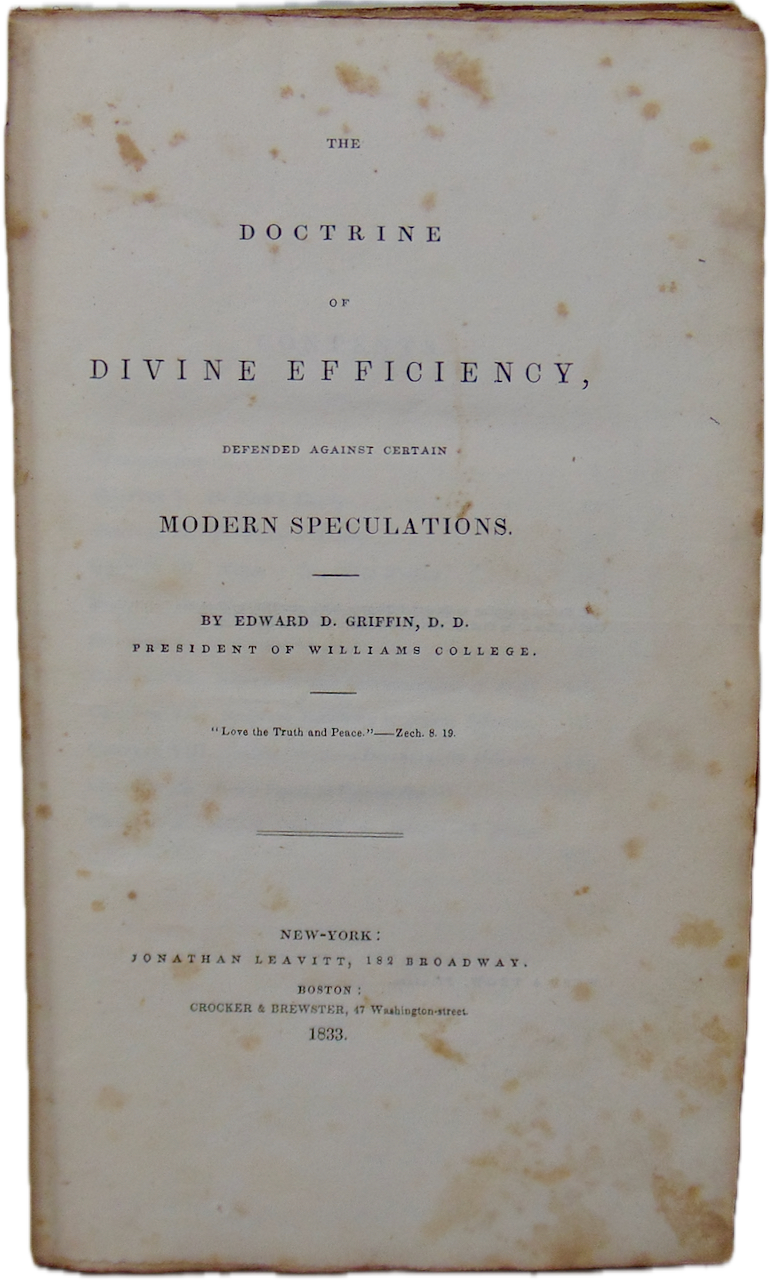 THE
DOCTRINE
OF
DIVINE EFFICIENCY,
DEFENDED AGAINST CERTAIN
MODERN SPECULATIONS.
BY EDWARD D. GRIFFIN, D. D.
PRESIDENT OF WILLIAMS COLLEGE.
"Love the Truth and Peace."—Zech. 8. 19.
NEW-YORK:
JONATHAN LEAVITT, 182 BROADWAY.
BOSTON:
CROCKER & BREWSTER, 47 Washington-street.
1833.